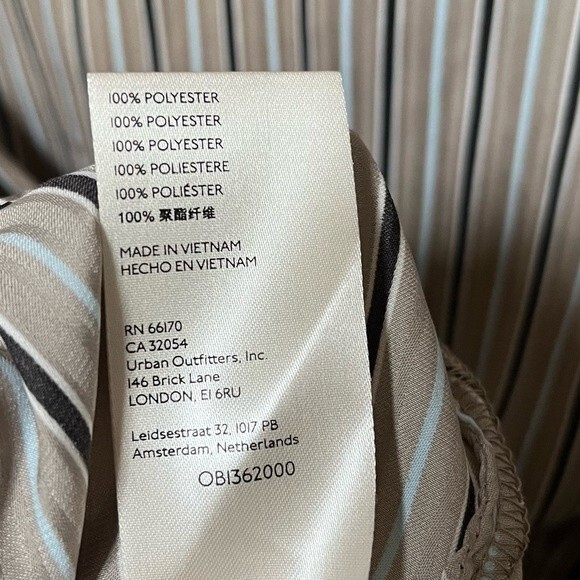 100% POLYESTER
100% POLYESTER
100% POLYESTER
100% POLIESTERE
100% POLIÉSTER
100% 聚酯纤维
MADE IN VIETNAM
HECHO EN VIETNAM
RN 66170
CA 32054
Urban Outfitters, Inc.
146 Brick Lane
LONDON, E1 6RU
Leidsestraat 32, 1017 PB
Amsterdam, Netherlands
OB1362000